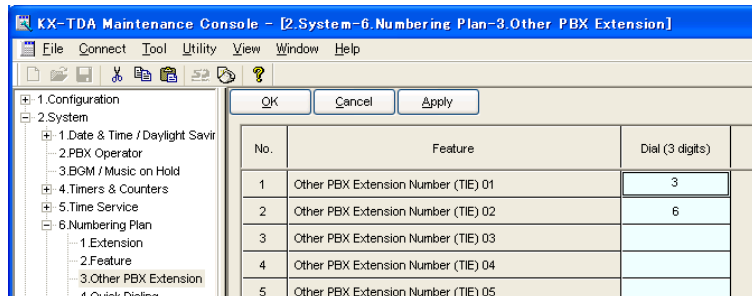 KX-TDA Maintenance Console - [2.System-6.Numbering Plan-3.Other PBX Extension]
File Connect Tool Utility View Window Help
1.Configuration
2.System
1.Date & Time / Daylight Savir
2.PBX Operator
3.BGM / Music on Hold
4.Timers & Counters
5.Time Service
6.Numbering Plan
1.Extension
2.Feature
3.Other PBX Extension
4.Quick Dialing
OK Cancel Apply
No. Feature Dial (3 digits)
1 Other PBX Extension Number (TIE) 01 3
2 Other PBX Extension Number (TIE) 02 6
3 Other PBX Extension Number (TIE) 03
4 Other PBX Extension Number (TIE) 04
5 Other PBX Extension Number (TIE) 05